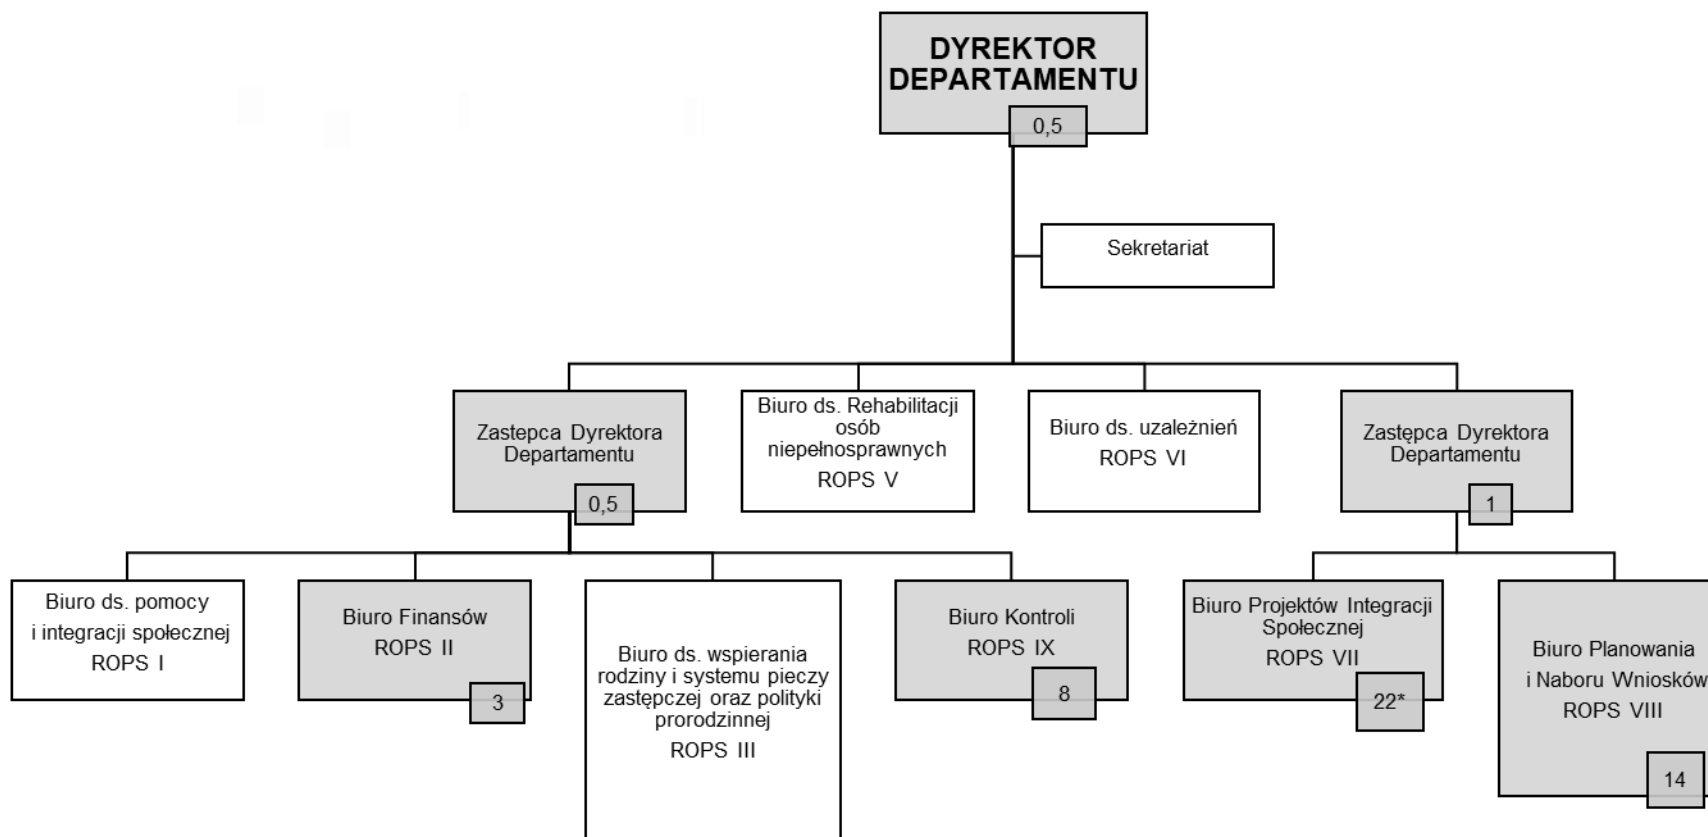 DYREKTOR
DEPARTAMENTU
0,5
Sekretariat
Zastepca Dyrektora
Departamentu
0,5
Biuro ds. Rehabilitacji
osób
niepełnosprawnych
ROPS V
Biuro ds. uzależnień
ROPS VI
Zastępca Dyrektora
Departamentu
1
Biuro ds. pomocy
i integracji społecznej
ROPS I
Biuro Finansów
ROPS II
3
Biuro ds. wspierania
rodziny i systemu pieczy
zastępczej oraz polityki
prorodzinnej
ROPS III
Biuro Kontroli
ROPS IX
8
Biuro Projektów Integracji
Społecznej
ROPS VII
22*
Biuro Planowania
i Naboru Wniosków
ROPS VIII
14